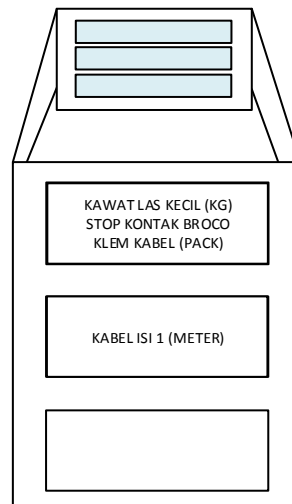 KAWAT LAS KECIL (KG)
STOP KONTAK BROCO
KLEM KABEL (PACK)
KABEL ISI 1 (METER)